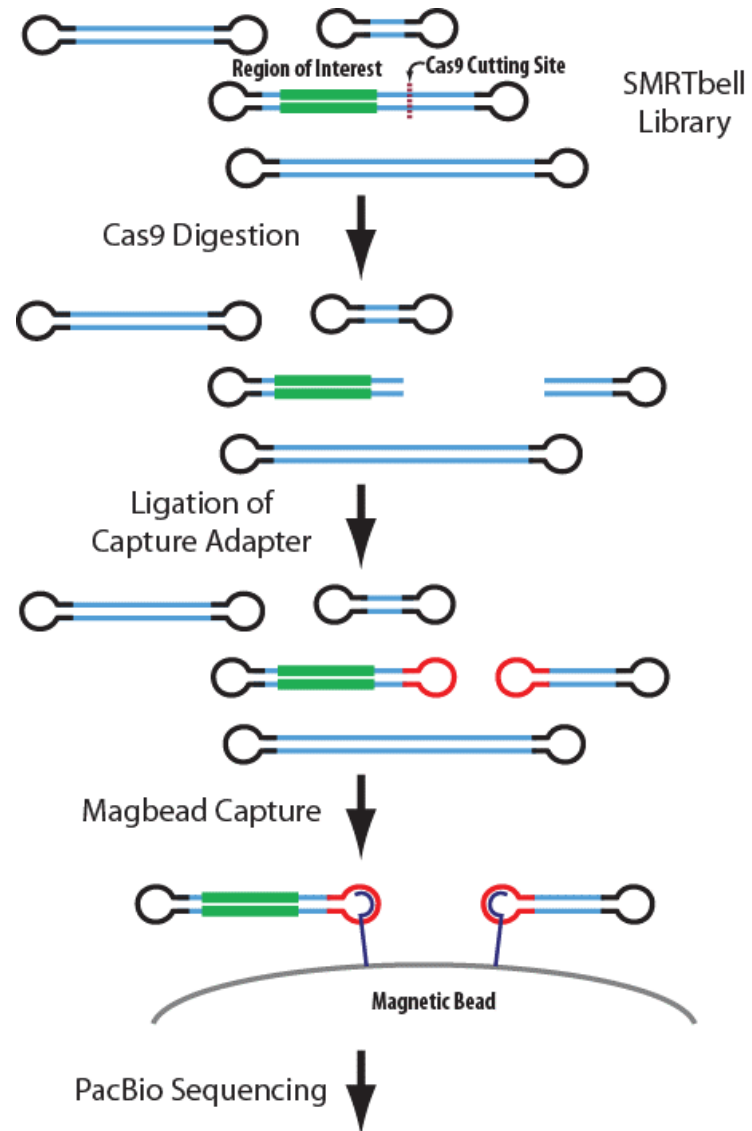 Region of Interest
Cas9 Cutting Site
SMRTbell
Library
Cas9 Digestion
Ligation of
Capture Adapter
Magbead Capture
Magnetic Bead
PacBio Sequencing